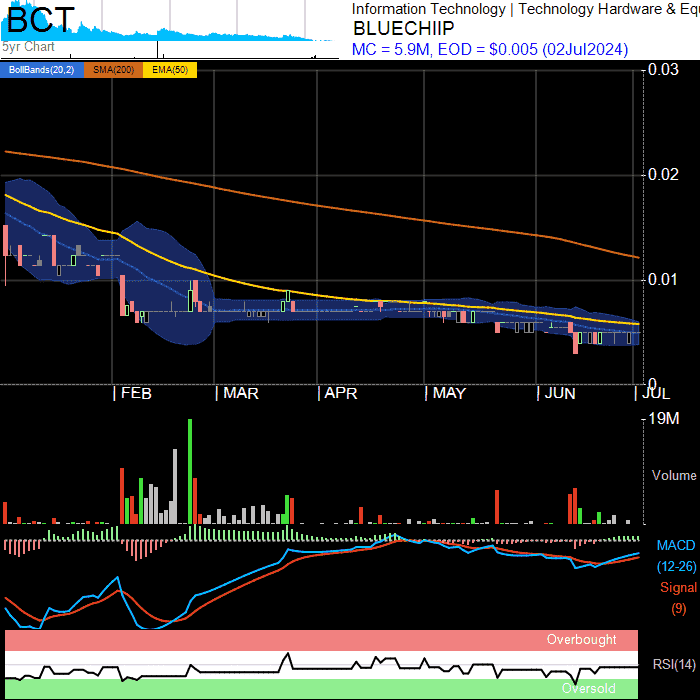 BCT
5yr Chart
Information Technology | Technology Hardware & Equ
BLUECHIIP
MC = 5.9M, EOD = $0.005 (02Jul2024)
BollBands(20,2) SMA(200) EMA(50)
0.03
0.02
0.01
0
FEB MAR APR MAY JUN JUL
19M
Volume
MACD
(12-26)
Signal
(9)
Overbought
RSI(14)
Oversold